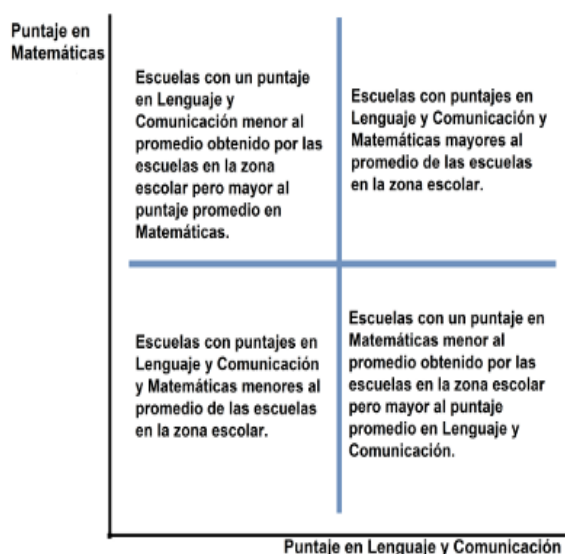 Puntaje en
Matemáticas
Escuelas con un puntaje
en Lenguaje y
Comunicación menor al
promedio obtenido por las
escuelas en la zona
escolar pero mayor al
puntaje promedio en
Matemáticas.
Escuelas con puntajes en
Lenguaje y Comunicación y
Matemáticas mayores al
promedio de las escuelas
en la zona escolar.
Escuelas con puntajes en
Lenguaje y Comunicación
y Matemáticas menores al
promedio de las escuelas
en la zona escolar.
Escuelas con un puntaje en
Matemáticas menor al
promedio obtenido por las
escuelas en la zona escolar
pero mayor al puntaje
promedio en Lenguaje y
Comunicación.
Puntaje en Lenguaje y Comunicación